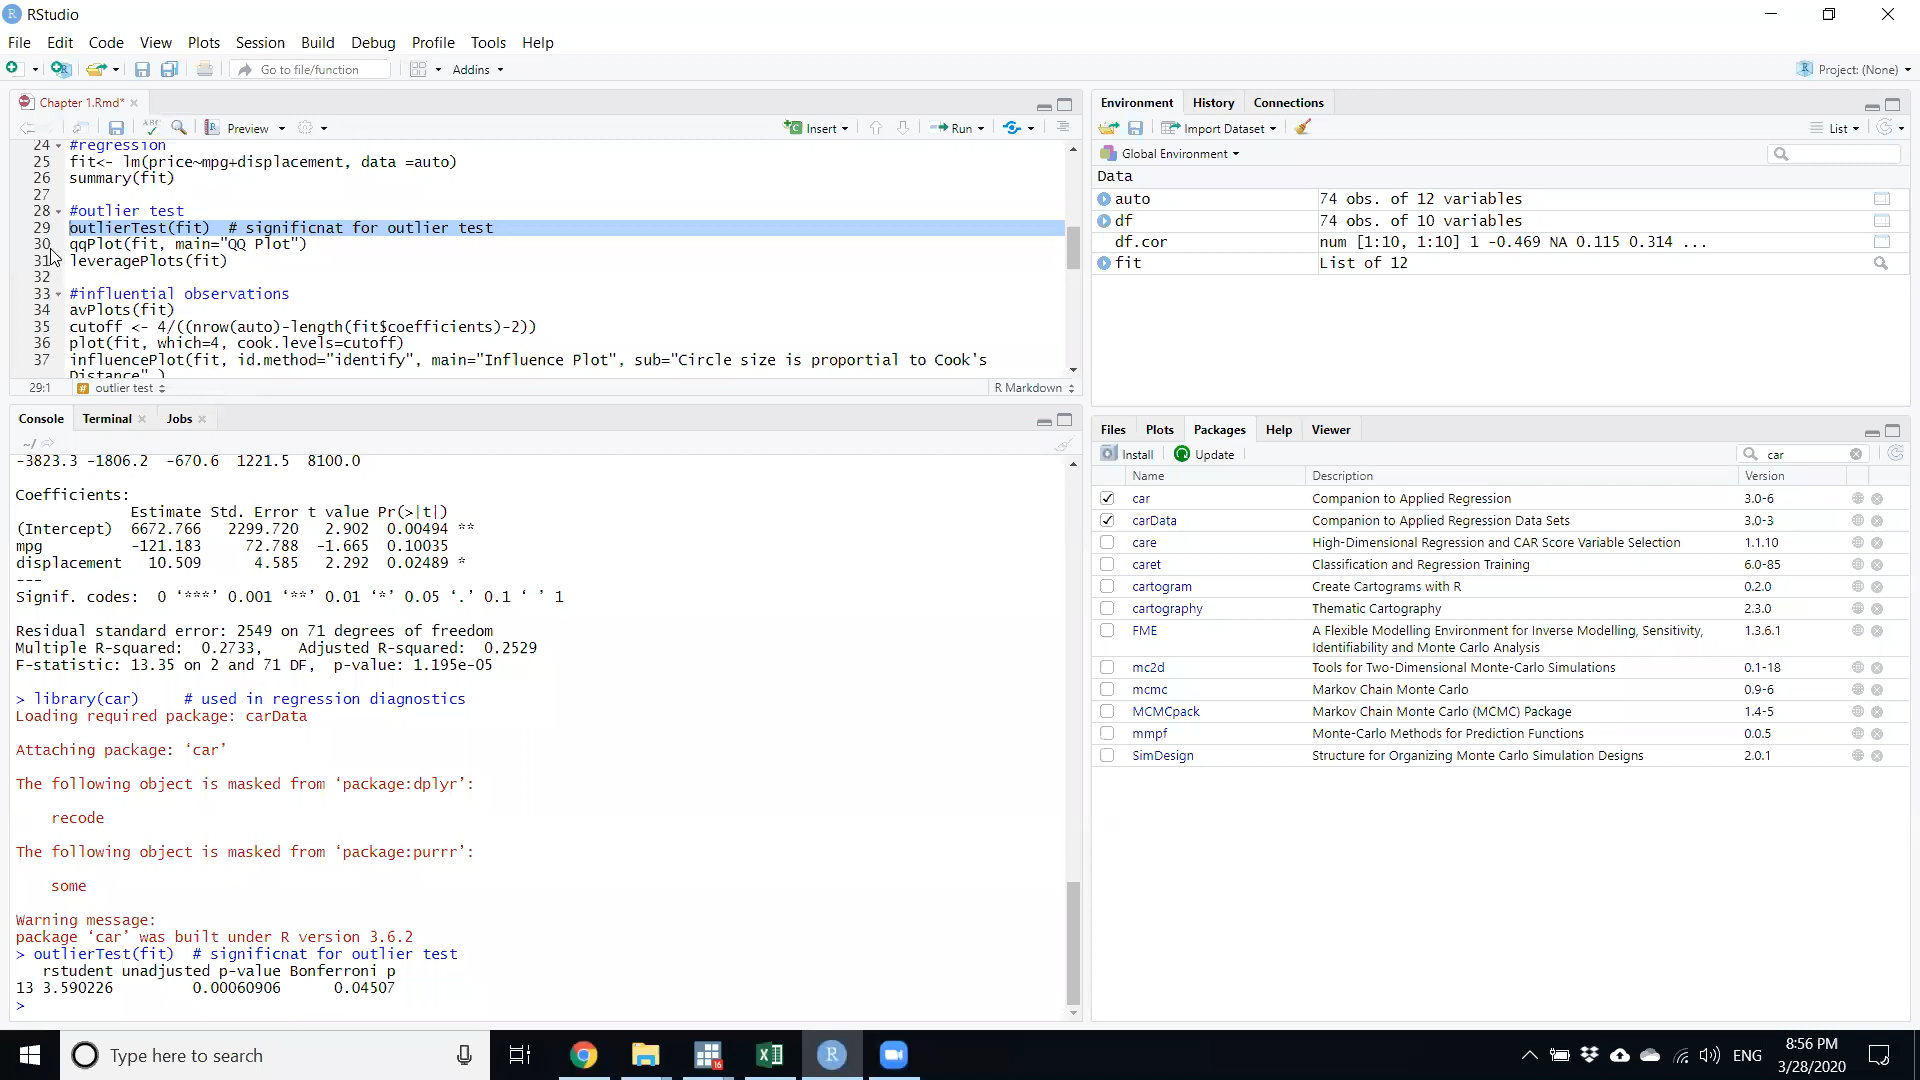 RStudio
File Edit Code View Plots Session Build Debug Profile Tools Help
Go to file/function Addins Project: (None)
Chapter 1.Rmd*
ABC Preview Insert Run
24 #regression
25 fit<- lm(price~mpg+displacement, data =auto)
26 summary(fit)
27
28 #outlier test
29 outlierTest(fit) # significnat for outlier test
30 qqPlot(fit, main="QQ Plot")
31 leveragePlots(fit)
32
33 #influential observations
34 avPlots(fit)
35 cutoff <- 4/((nrow(auto)-length(fit$coefficients)-2))
36 plot(fit, which=4, cook.levels=cutoff)
37 influencePlot(fit, id.method="identify", main="Influence Plot", sub="Circle size is proportial to Cook's
Distance" )
29:1 # outlier test R Markdown
Console Terminal Jobs
~/
-3823.3 -1806.2 -670.6 1221.5 8100.0
Coefficients:
Estimate Std. Error t value Pr(>|t|)
(Intercept) 6672.766 2299.720 2.902 0.00494 **
mpg -121.183 72.788 -1.665 0.10035
displacement 10.509 4.585 2.292 0.02489 *
---
Signif. codes: 0 ‘***’ 0.001 ‘**’ 0.01 ‘*’ 0.05 ‘.’ 0.1 ‘ ’ 1
Residual standard error: 2549 on 71 degrees of freedom
Multiple R-squared: 0.2733, Adjusted R-squared: 0.2529
F-statistic: 13.35 on 2 and 71 DF, p-value: 1.195e-05
> library(car) # used in regression diagnostics
Loading required package: carData
Attaching package: ‘car’
The following object is masked from ‘package:dplyr’:
recode
The following object is masked from ‘package:purrr’:
some
Warning message:
package ‘car’ was built under R version 3.6.2
> outlierTest(fit) # significnat for outlier test
rstudent unadjusted p-value Bonferroni p
13 3.590226 0.00060906 0.04507
>
Environment History Connections
Import Dataset List
Global Environment
Data
auto 74 obs. of 12 variables
df 74 obs. of 10 variables
df.cor num [1:10, 1:10] 1 -0.469 NA 0.115 0.314 ...
fit List of 12
Files Plots Packages Help Viewer
Install Update car
Name Description Version
car Companion to Applied Regression 3.0-6
carData Companion to Applied Regression Data Sets 3.0-3
care High-Dimensional Regression and CAR Score Variable Selection 1.1.10
caret Classification and Regression Training 6.0-85
cartogram Create Cartograms with R 0.2.0
cartography Thematic Cartography 2.3.0
FME A Flexible Modelling Environment for Inverse Modelling, Sensitivity, 1.3.6.1
Identifiability and Monte Carlo Analysis
mc2d Tools for Two-Dimensional Monte-Carlo Simulations 0.1-18
mcmc Markov Chain Monte Carlo 0.9-6
MCMCpack Markov Chain Monte Carlo (MCMC) Package 1.4-5
mmpf Monte-Carlo Methods for Prediction Functions 0.0.5
SimDesign Structure for Organizing Monte Carlo Simulation Designs 2.0.1
Type here to search 16 R ENG 8:56 PM
3/28/2020